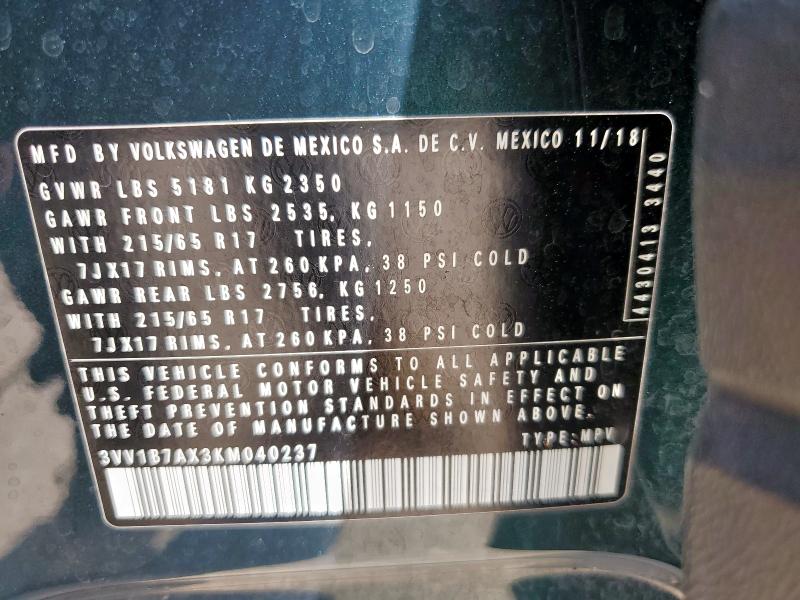 MFD BY VOLKSWAGEN DE MEXICO S.A. DE C.V. MEXICO 11/18
GVWR LBS 5181 KG 2350
GAWR FRONT LBS 2535, KG 1150
WITH 215/65 R17 TIRES,
7JX17 RIMS, AT 260 KPA, 38 PSI COLD
GAWR REAR LBS 2756, KG 1250
WITH 215/65 R17 TIRES,
7JX17 RIMS, AT 260 KPA, 38 PSI COLD
4430413 3440
THIS VEHICLE CONFORMS TO ALL APPLICABLE
U.S. FEDERAL MOTOR VEHICLE SAFETY AND
THEFT PREVENTION STANDARDS IN EFFECT ON
THE DATE OF MANUFACTURE SHOWN ABOVE.
3VV1B7AX3KM040237 TYPE:MPV